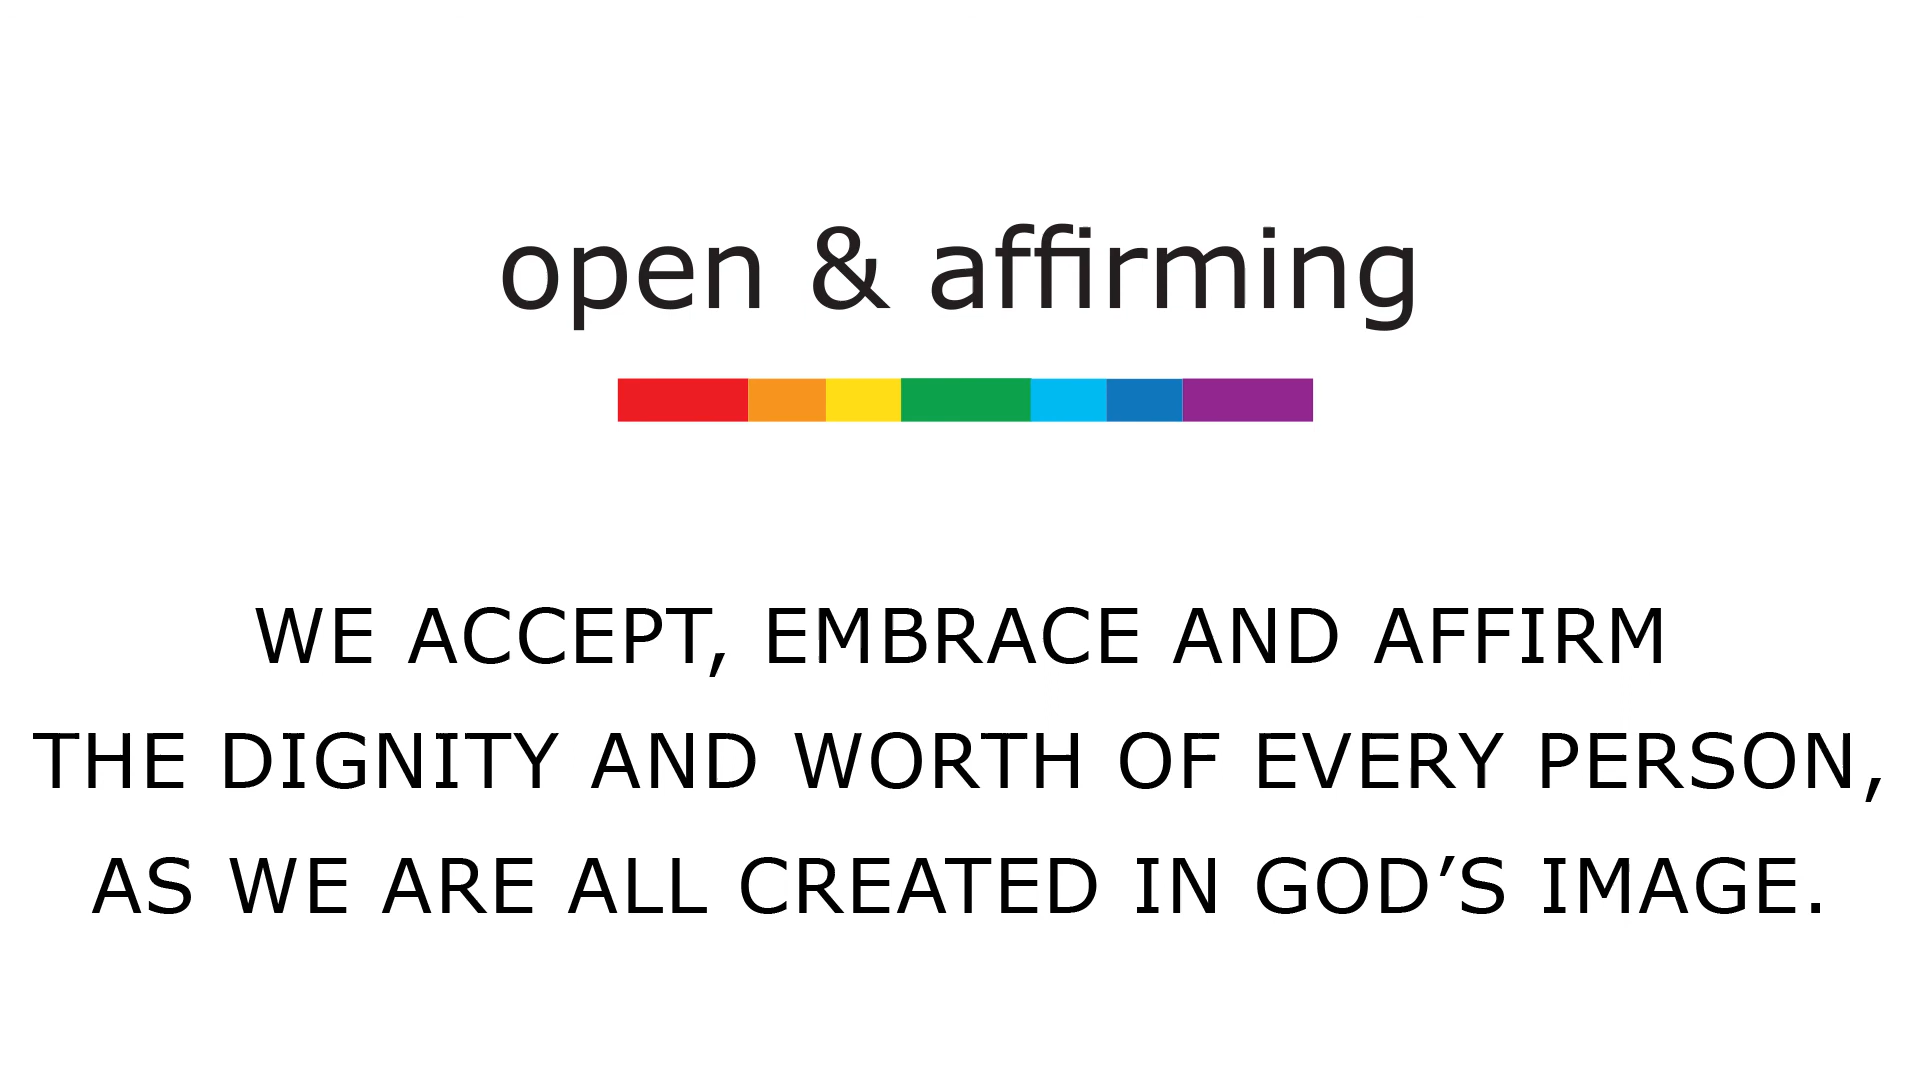 open & affirming
WE ACCEPT, EMBRACE AND AFFIRM
THE DIGNITY AND WORTH OF EVERY PERSON,
AS WE ARE ALL CREATED IN GOD’S IMAGE.